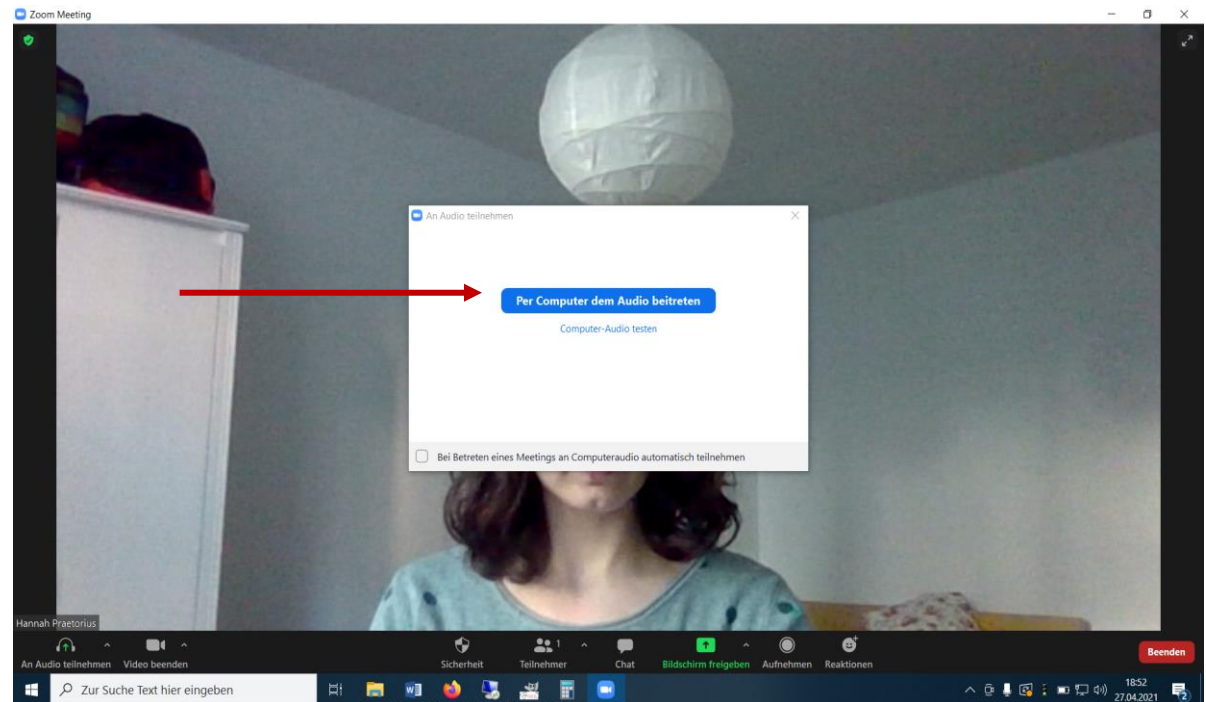 Zoom Meeting
An Audio teilnehmen
Per Computer dem Audio beitreten
Computer-Audio testen
Bei Betreten eines Meetings an Computeraudio automatisch teilnehmen
Hannah Praetorius
1
An Audio teilnehmen Video beenden Sicherheit Teilnehmer Chat Bildschirm freigeben Aufnehmen Reaktionen Beenden
Zur Suche Text hier eingeben
18:52
27.04.2021
2